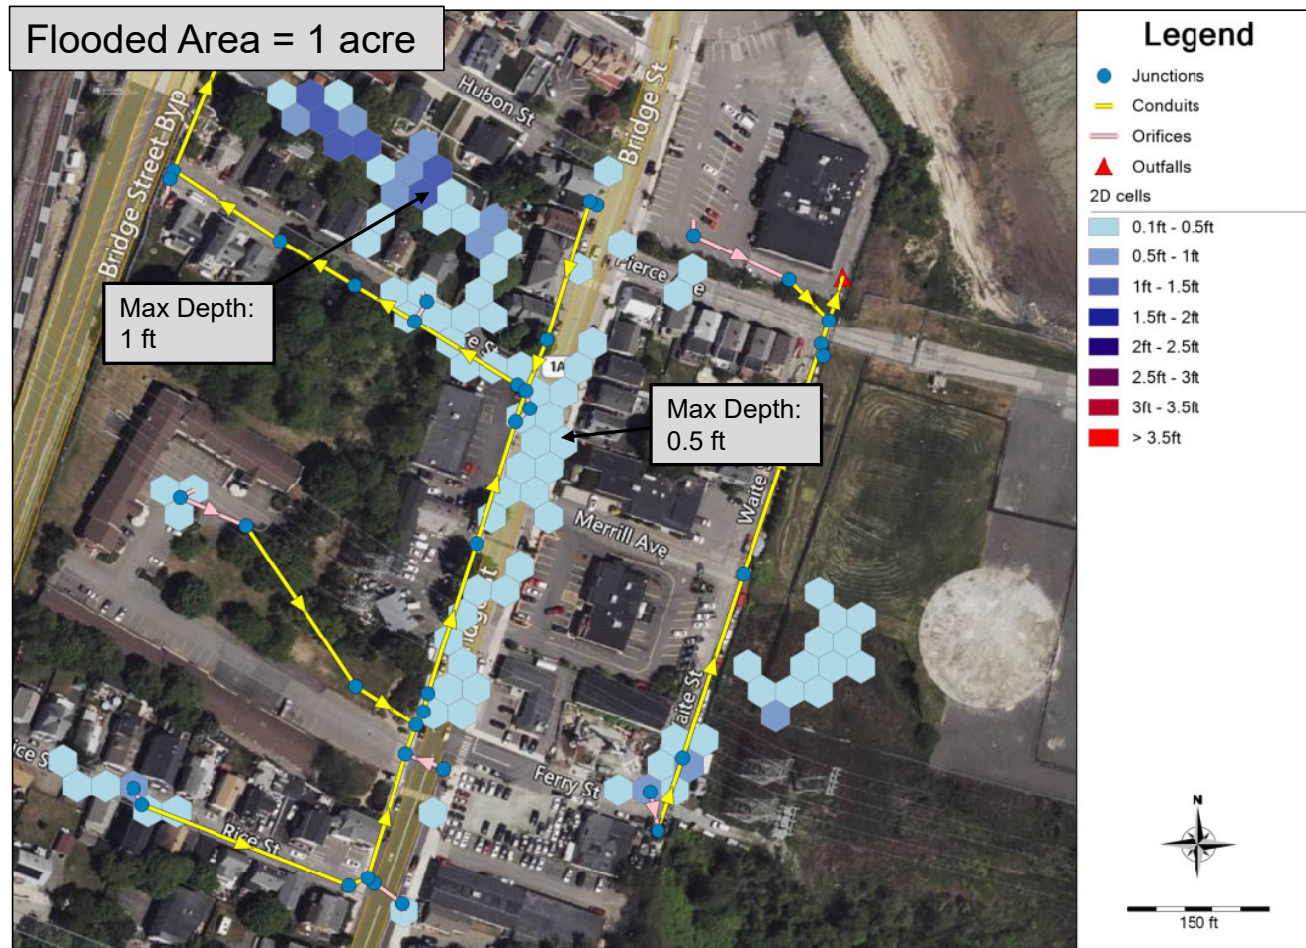 Flooded Area = 1 acre
Hubon St
Bridge St
Bridge Street Byp
Pierce
Max Depth:
1 ft
1A
Max Depth:
0.5 ft
Merrill Ave
Waite
Waite St
Ferry St
Rice St
Legend
Junctions
Conduits
Orifices
Outfalls
2D cells
0.1ft - 0.5ft
0.5ft - 1ft
1ft - 1.5ft
1.5ft - 2ft
2ft - 2.5ft
2.5ft - 3ft
3ft - 3.5ft
> 3.5ft
N
150 ft